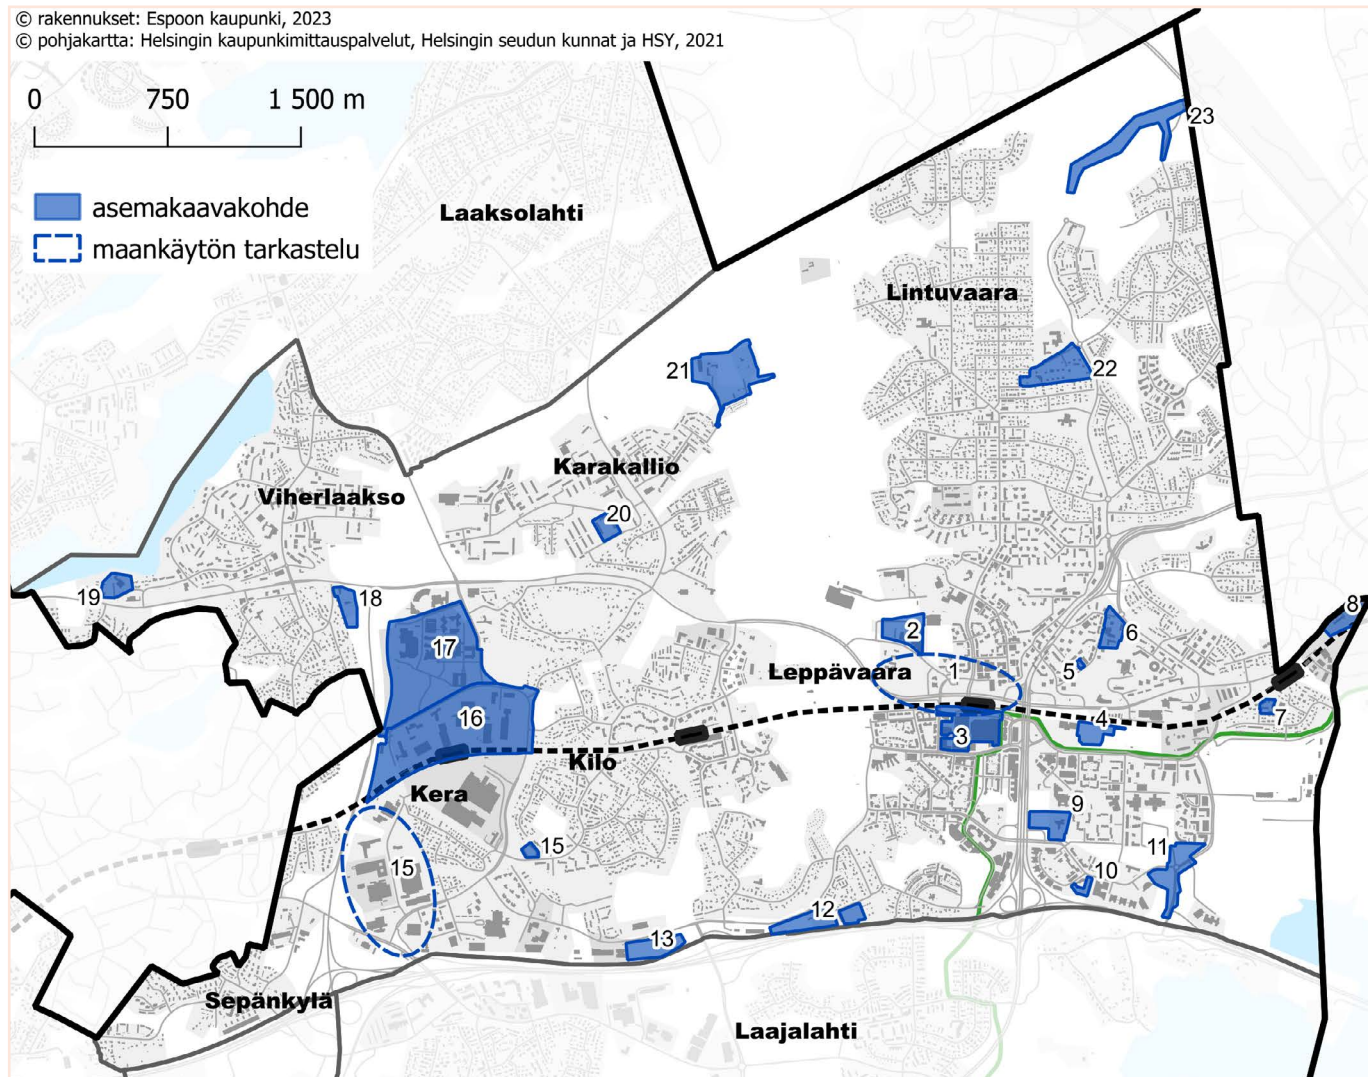 © rakennukset: Espoon kaupunki, 2023
© pohjakartta: Helsingin kaupunkimittauspalvelut, Helsingin seudun kunnat ja HSY, 2021
0 750 1 500 m
asemakaavakohde
maankäytön tarkastelu
23
Laaksolahti
Lintuvaara
21
22
Karakallio
Viherlaakso
20
19
18
8
17
2
6
Leppävaara
1
5
16
7
4
3
Kilo
Kera
9
15
11
15
10
12
13
Sepänkylä
Laajalahti